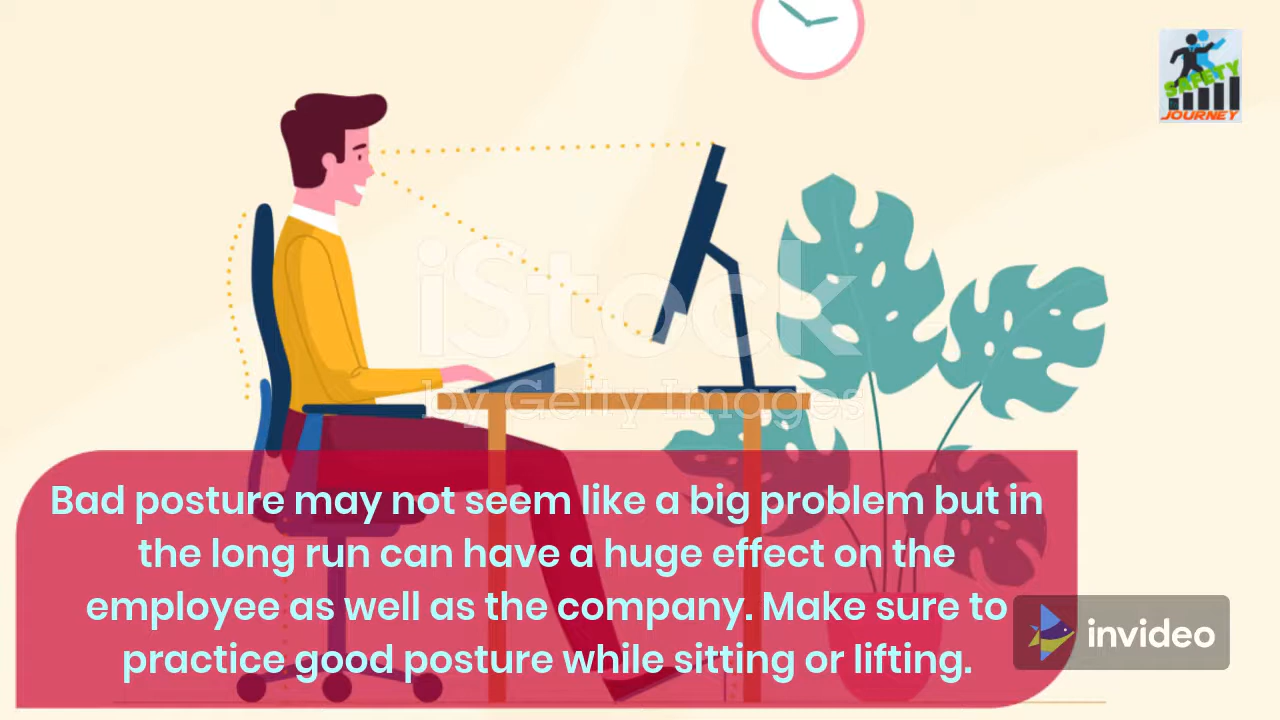 SAFETY
JOURNEY
iStock
by Getty Images
Bad posture may not seem like a big problem but in
the long run can have a huge effect on the
employee as well as the company. Make sure to
practice good posture while sitting or lifting.
invideo